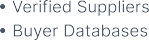 • Verified Suppliers
• Buyer Databases